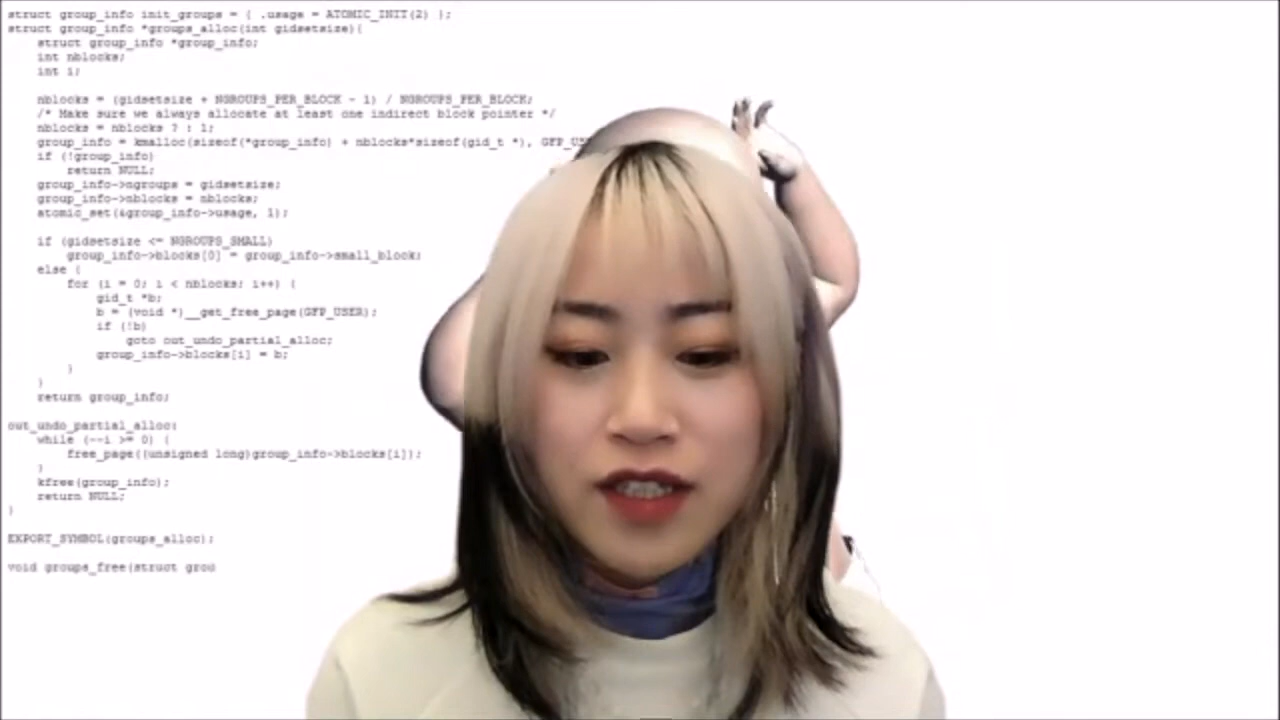 struct group_info init_groups = { .usage = ATOMIC_INIT(2) };
struct group_info *groups_alloc(int gidsetsize){
    struct group_info *group_info;
    int nblocks;
    int i;

    nblocks = (gidsetsize + NGROUPS_PER_BLOCK - 1) / NGROUPS_PER_BLOCK;
    /* Make sure we always allocate at least one indirect block pointer */
    nblocks = nblocks ? : 1;
    group_info = kmalloc(sizeof(*group_info) + nblocks*sizeof(gid_t *), GFP_US
    if (!group_info)
        return NULL;
    group_info->ngroups = gidsetsize;
    group_info->nblocks = nblocks;
    atomic_set(&group_info->usage, 1);

    if (gidsetsize <= NGROUPS_SMALL)
        group_info->blocks[0] = group_info->small_block;
    else {
        for (i = 0; i < nblocks; i++) {
            gid_t *b;
            b = (void *)__get_free_page(GFP_USER);
            if (!b)
                goto out_undo_partial_alloc;
            group_info->blocks[i] = b;
        }
    }
    return group_info;

out_undo_partial_alloc:
    while (--i >= 0) {
        free_page((unsigned long)group_info->blocks[i]);
    }
    kfree(group_info);
    return NULL;
}

EXPORT_SYMBOL(groups_alloc);

void groups_free(struct grou